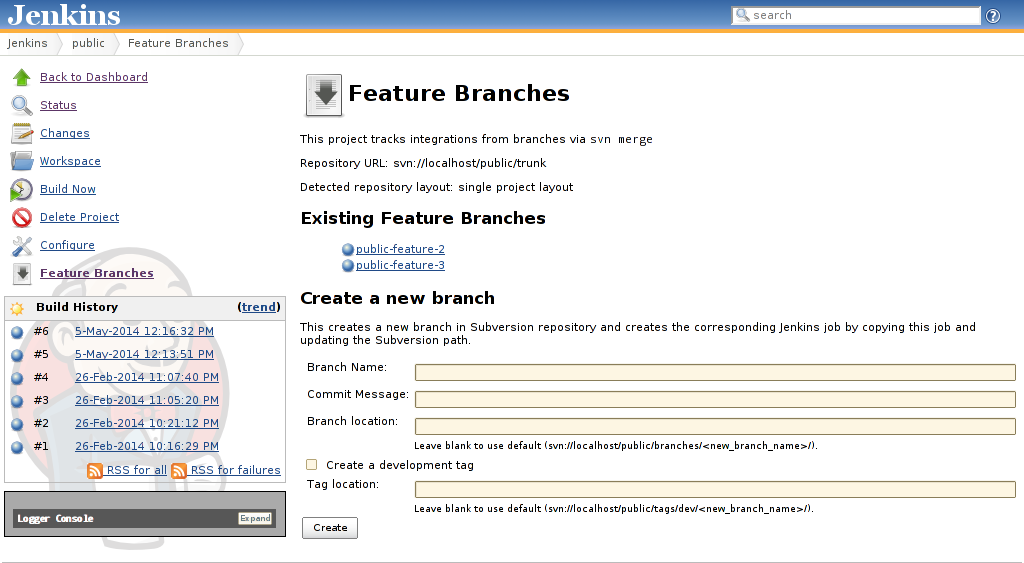 Jenkins
search
Jenkins public Feature Branches
Back to Dashboard
Status
Changes
Workspace
Build Now
Delete Project
Configure
Feature Branches
Build History (trend)
#6 5-May-2014 12:16:32 PM
#5 5-May-2014 12:13:51 PM
#4 26-Feb-2014 11:07:40 PM
#3 26-Feb-2014 11:05:20 PM
#2 26-Feb-2014 10:21:12 PM
#1 26-Feb-2014 10:16:29 PM
RSS for all RSS for failures
Logger Console Expand
Feature Branches
This project tracks integrations from branches via svn merge
Repository URL: svn://localhost/public/trunk
Detected repository layout: single project layout
Existing Feature Branches
public-feature-2
public-feature-3
Create a new branch
This creates a new branch in Subversion repository and creates the corresponding Jenkins job by copying this job and
updating the Subversion path.
Branch Name:
Commit Message:
Branch location:
Leave blank to use default (svn://localhost/public/branches/<new_branch_name>/).
Create a development tag
Tag location:
Leave blank to use default (svn://localhost/public/tags/dev/<new_branch_name>/).
Create